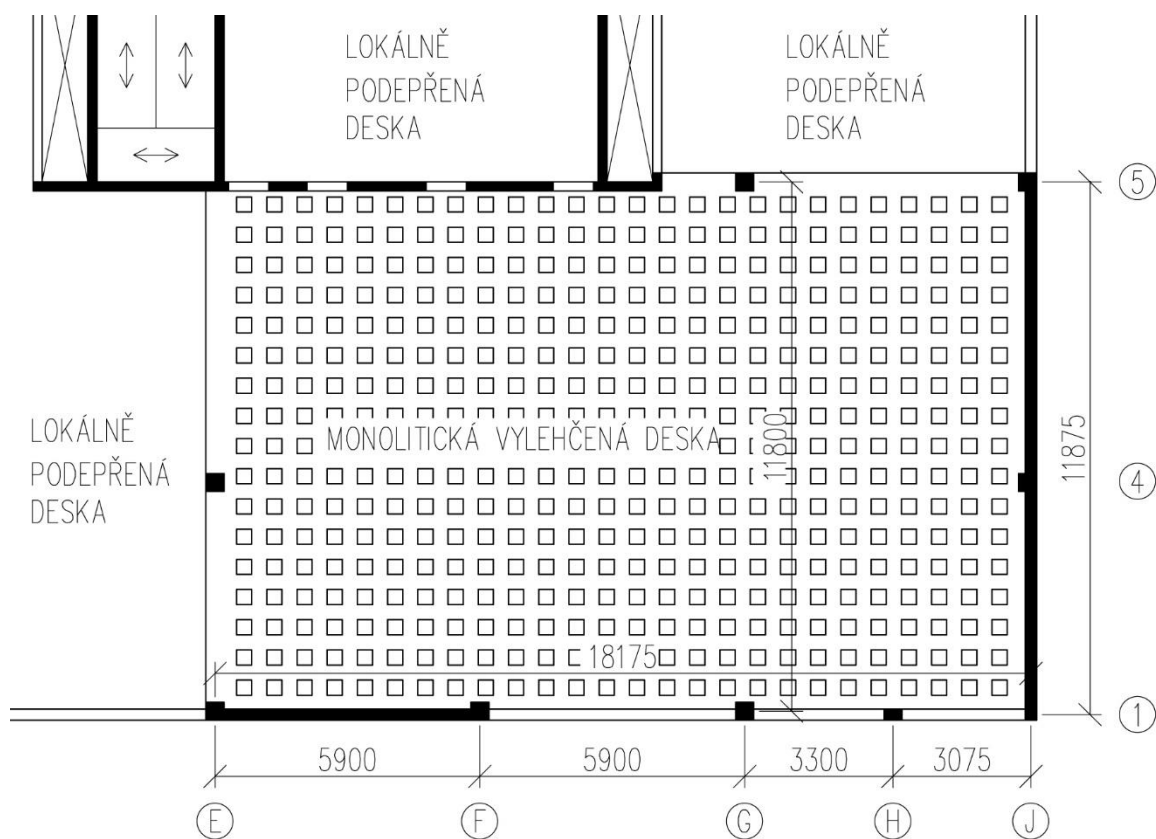 LOKÁLNĚ
PODEPŘENÁ
DESKA
LOKÁLNĚ
PODEPŘENÁ
DESKA
5
LOKÁLNĚ
PODEPŘENÁ
DESKA
MONOLITICKÁ VYLEHČENÁ DESKA
11800
11875
4
18175
1
5900
5900
3300
3075
E
F
G
H
J